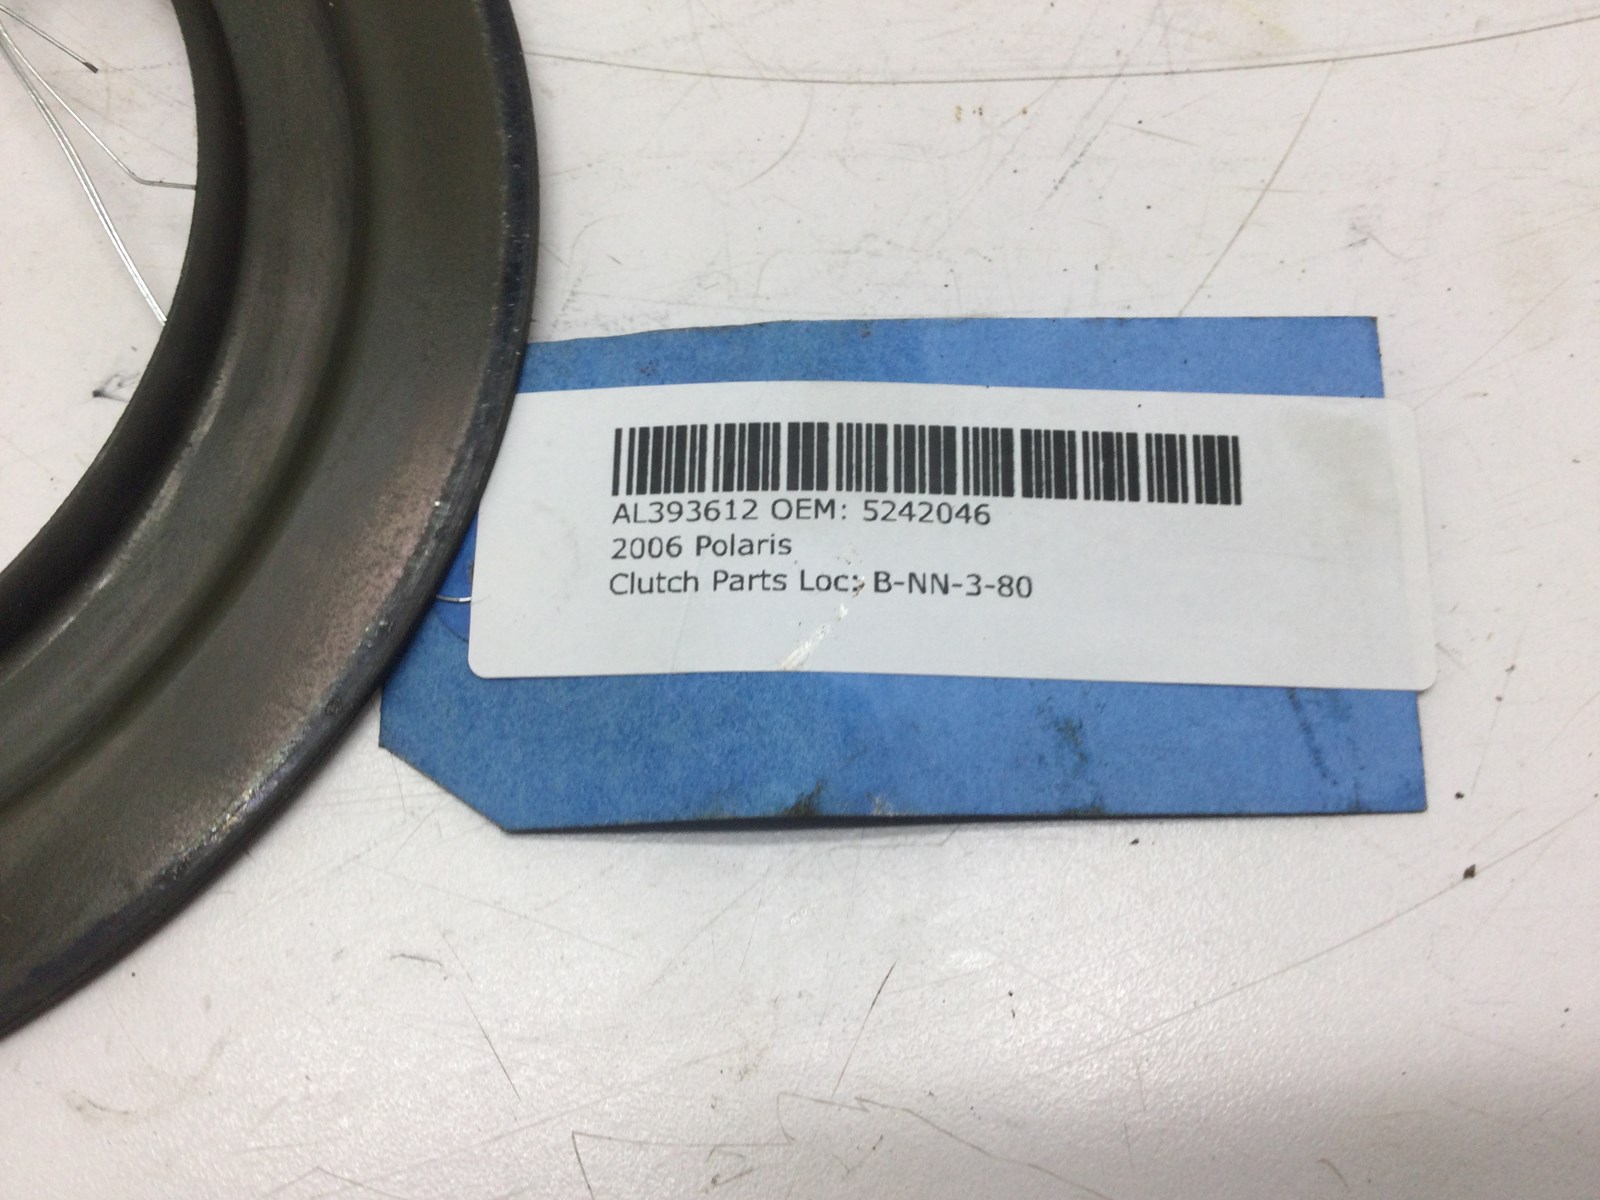 AL393612 OEM: 5242046
2006 Polaris
Clutch Parts Loc: B-NN-3-80